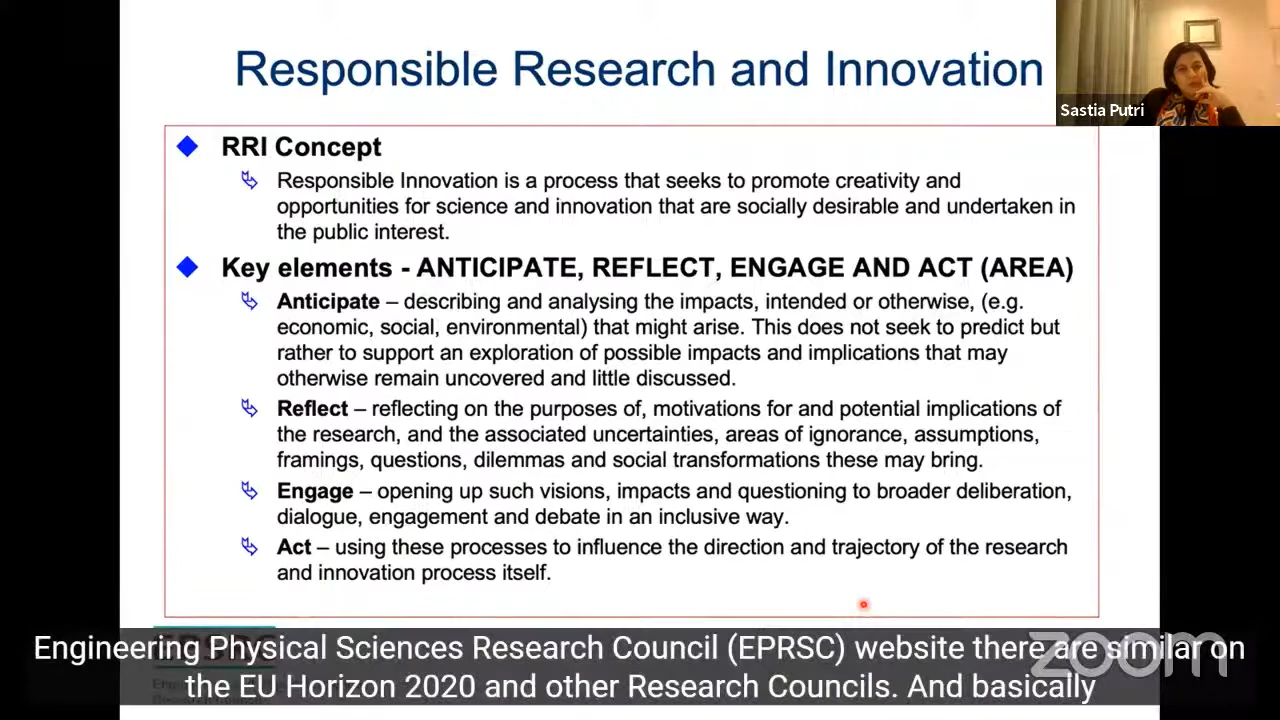 Responsible Research and Innovation
Sastia Putri
RRI Concept
Responsible Innovation is a process that seeks to promote creativity and
opportunities for science and innovation that are socially desirable and undertaken in
the public interest.
Key elements - ANTICIPATE, REFLECT, ENGAGE AND ACT (AREA)
Anticipate – describing and analysing the impacts, intended or otherwise, (e.g.
economic, social, environmental) that might arise. This does not seek to predict but
rather to support an exploration of possible impacts and implications that may
otherwise remain uncovered and little discussed.
Reflect – reflecting on the purposes of, motivations for and potential implications of
the research, and the associated uncertainties, areas of ignorance, assumptions,
framings, questions, dilemmas and social transformations these may bring.
Engage – opening up such visions, impacts and questioning to broader deliberation,
dialogue, engagement and debate in an inclusive way.
Act – using these processes to influence the direction and trajectory of the research
and innovation process itself.
zoom
Engineering Physical Sciences Research Council (EPRSC) website there are similar on
the EU Horizon 2020 and other Research Councils. And basically